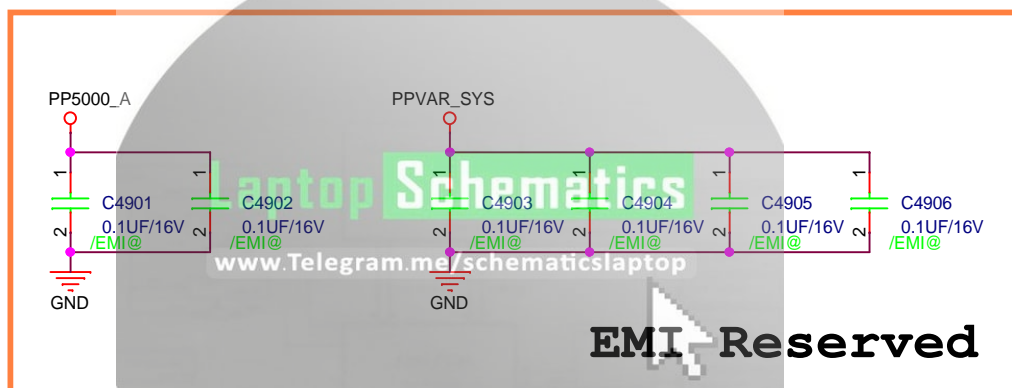 PP5000_A
PPVAR_SYS
Laptop Schematics
1 1 1 1 1 1
C4901 C4902 C4903 C4904 C4905 C4906
0.1UF/16V 0.1UF/16V 0.1UF/16V 0.1UF/16V 0.1UF/16V 0.1UF/16V
2 2 2 2 2 2
/EMI@ /EMI@ /EMI@ /EMI@ /EMI@ /EMI@
www.Telegram.me/schematicslaptop
GND GND
EMI Reserved